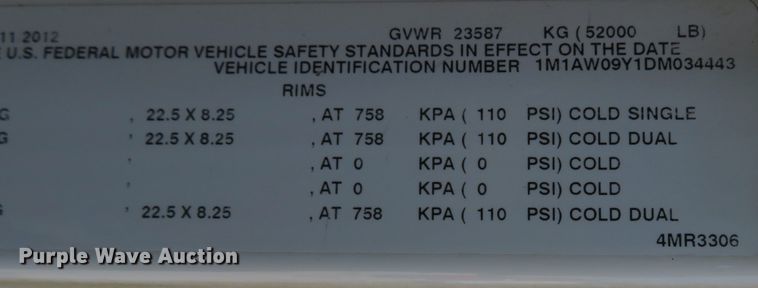 11 2012 GVWR 23587 KG ( 52000 LB)
U.S. FEDERAL MOTOR VEHICLE SAFETY STANDARDS IN EFFECT ON THE DATE
VEHICLE IDENTIFICATION NUMBER 1M1AW09Y1DM034443
RIMS
G , 22.5 X 8.25 , AT 758 KPA ( 110 PSI) COLD SINGLE
G , 22.5 X 8.25 , AT 758 KPA ( 110 PSI) COLD DUAL
, , AT 0 KPA ( 0 PSI) COLD
, , AT 0 KPA ( 0 PSI) COLD
, 22.5 X 8.25 , AT 758 KPA ( 110 PSI) COLD DUAL
4MR3306
Purple Wave Auction